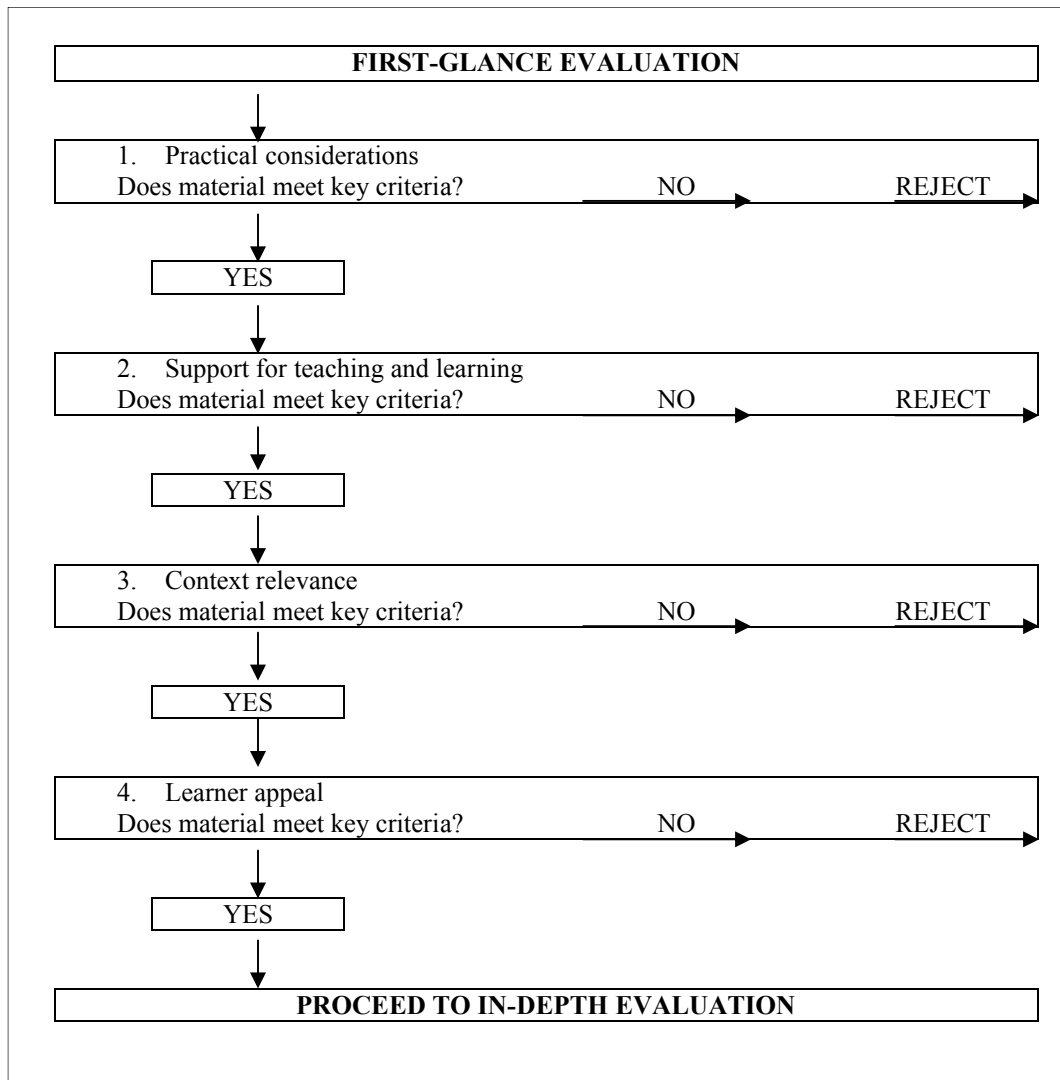 FIRST-GLANCE EVALUATION
1. Practical considerations
Does material meet key criteria? NO REJECT
YES
2. Support for teaching and learning
Does material meet key criteria? NO REJECT
YES
3. Context relevance
Does material meet key criteria? NO REJECT
YES
4. Learner appeal
Does material meet key criteria? NO REJECT
YES
PROCEED TO IN-DEPTH EVALUATION